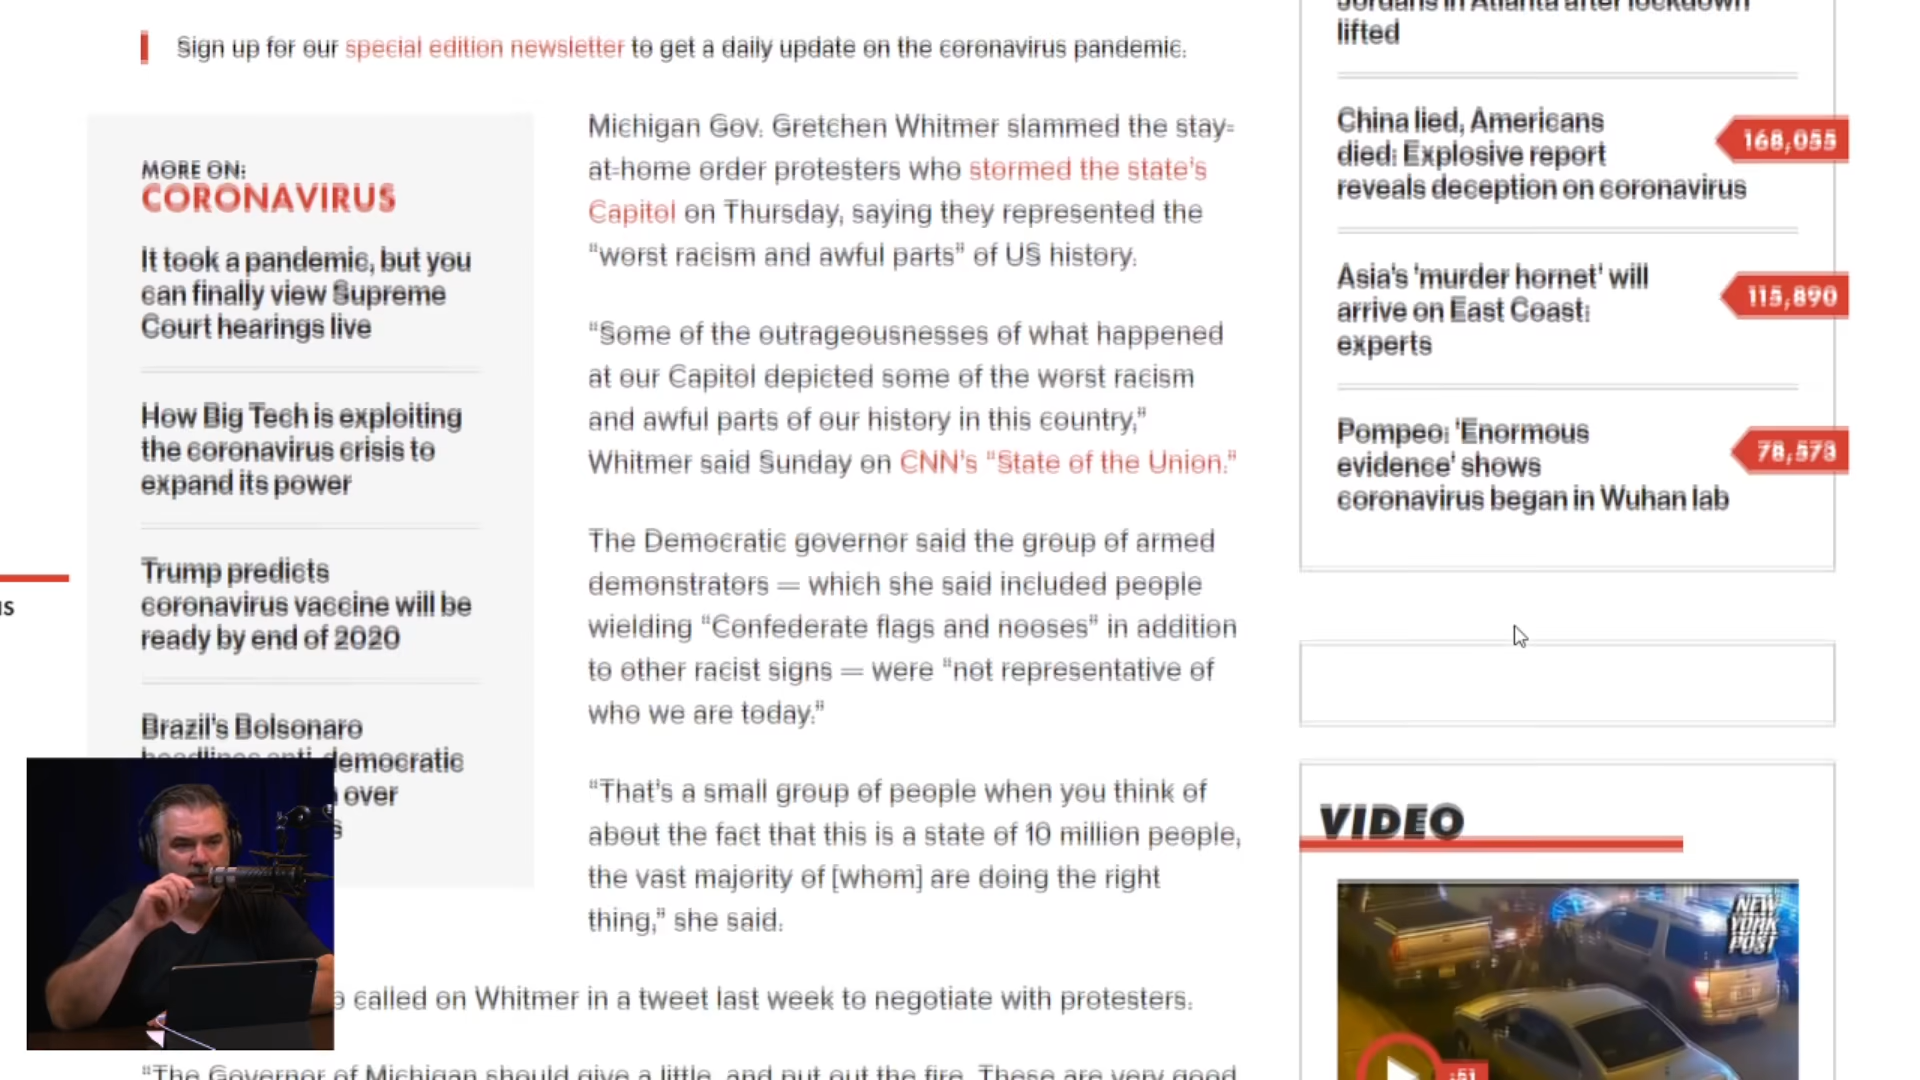 Sign up for our special edition newsletter to get a daily update on the coronavirus pandemic.
MORE ON:
CORONAVIRUS
It took a pandemic, but you
can finally view Supreme
Court hearings live
How Big Tech is exploiting
the coronavirus crisis to
expand its power
Trump predicts
coronavirus vaccine will be
ready by end of 2020
Brazil's Bolsonaro
headlines anti-democratic
over
Michigan Gov. Gretchen Whitmer slammed the stay-
at-home order protesters who stormed the state's
Capitol on Thursday, saying they represented the
"worst racism and awful parts" of US history.
"Some of the outrageousnesses of what happened
at our Capitol depicted some of the worst racism
and awful parts of our history in this country,"
Whitmer said Sunday on CNN's "State of the Union."
The Democratic governor said the group of armed
demonstrators — which she said included people
wielding "Confederate flags and nooses" in addition
to other racist signs — were "not representative of
who we are today."
"That's a small group of people when you think of
about the fact that this is a state of 10 million people,
the vast majority of [whom] are doing the right
thing," she said.
called on Whitmer in a tweet last week to negotiate with protesters.
"The Governor of Michigan should give a little, and put out the fire. These are very good
Jordans in Atlanta after lockdown
lifted
China lied, Americans
died: Explosive report
reveals deception on coronavirus
168,055
Asia's 'murder hornet' will
arrive on East Coast:
experts
115,890
Pompeo: 'Enormous
evidence' shows
coronavirus began in Wuhan lab
78,573
VIDEO
NEW
YORK
POST
:51